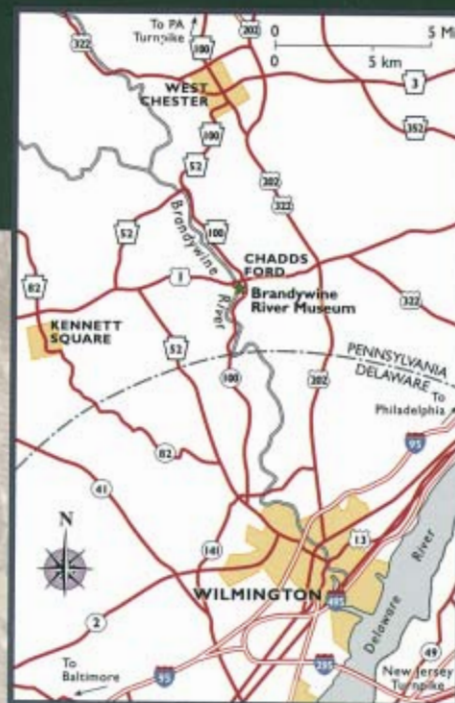 To PA
Turnpike
322
100
202
0 5 Mi
0 5 km
WEST
CHESTER
3
100
352
52
202
322
Brandywine
River
52
100
CHADDS
FORD
1
Brandywine
River Museum
82
322
KENNETT
SQUARE
52
100
202
PENNSYLVANIA
DELAWARE
To
Philadelphia
95
82
41
N
141
13
WILMINGTON
495
Delaware River
2
49
To
Baltimore
95
295
New Jersey
Turnpike